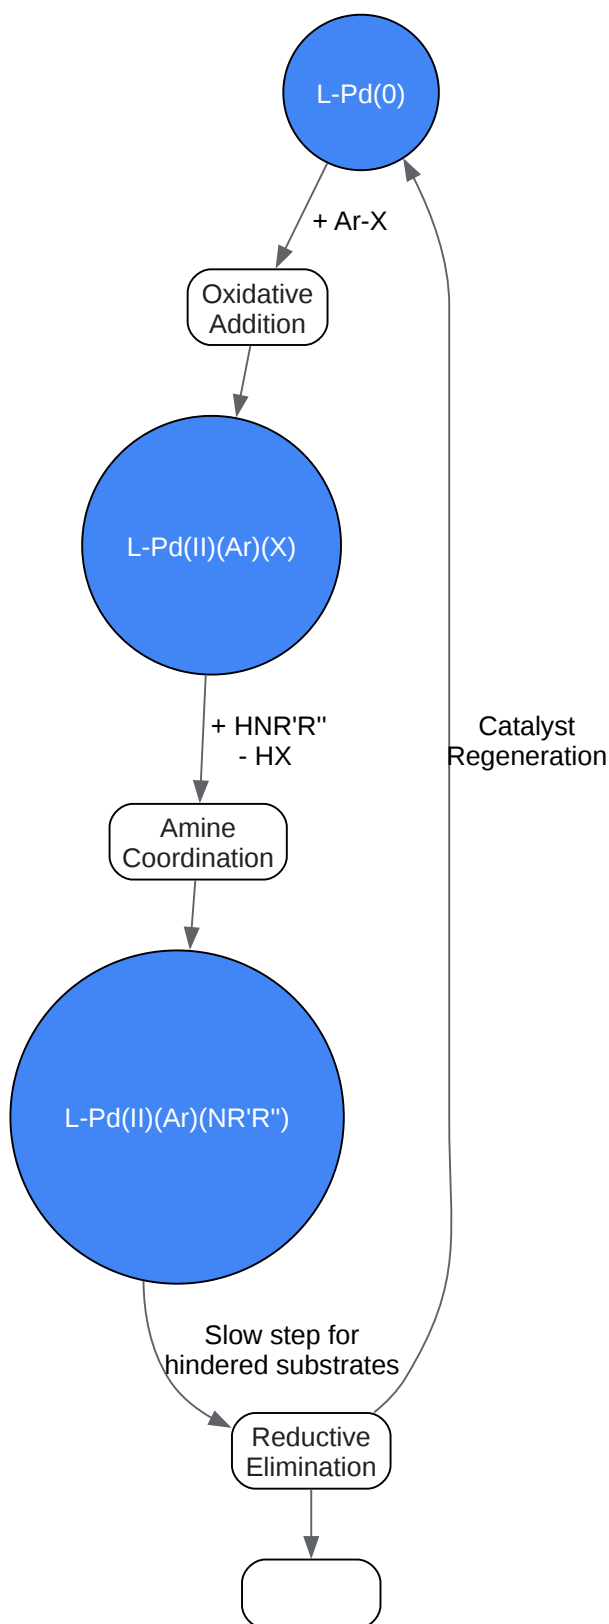 L-Pd(0)
+ Ar-X
Oxidative
Addition
L-Pd(II)(Ar)(X)
+ HNR'R''
- HX
Amine
Coordination
Catalyst
Regeneration
L-Pd(II)(Ar)(NR'R'')
Slow step for
hindered substrates
Reductive
Elimination